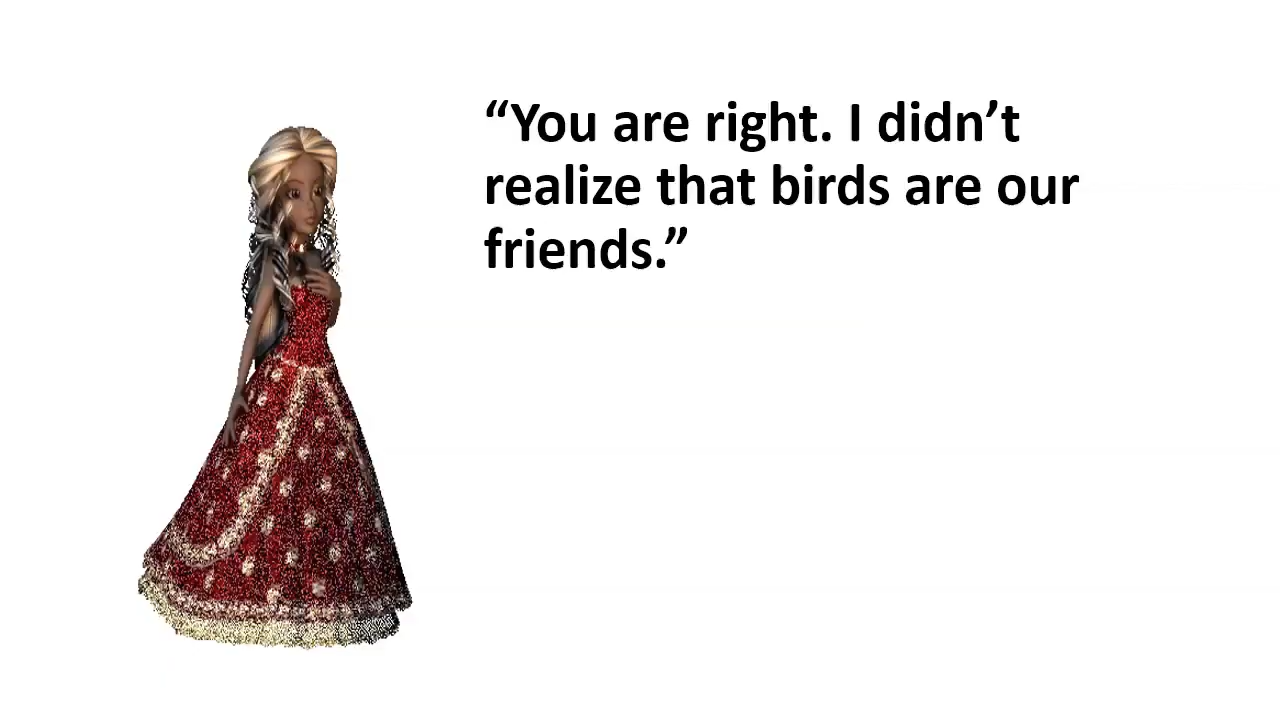 “You are right. I didn’t
realize that birds are our
friends.”